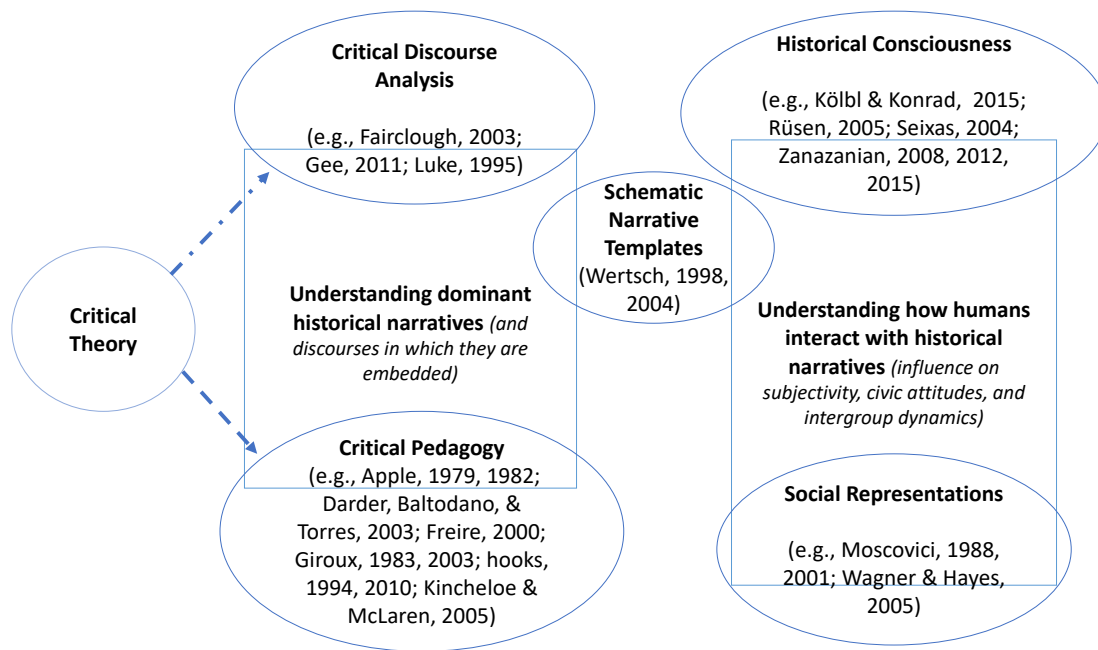 Critical Discourse
Analysis
(e.g., Fairclough, 2003;
Gee, 2011; Luke, 1995)
Historical Consciousness
(e.g., Kölbl & Konrad, 2015;
Rüsen, 2005; Seixas, 2004;
Zanazanian, 2008, 2012,
2015)
Schematic
Narrative
Templates
(Wertsch, 1998,
2004)
Critical
Theory
Understanding dominant
historical narratives (and
discourses in which they are
embedded)
Understanding how humans
interact with historical
narratives (influence on
subjectivity, civic attitudes, and
intergroup dynamics)
Critical Pedagogy
(e.g., Apple, 1979, 1982;
Darder, Baltodano, &
Torres, 2003; Freire, 2000;
Giroux, 1983, 2003; hooks,
1994, 2010; Kincheloe &
McLaren, 2005)
Social Representations
(e.g., Moscovici, 1988,
2001; Wagner & Hayes,
2005)